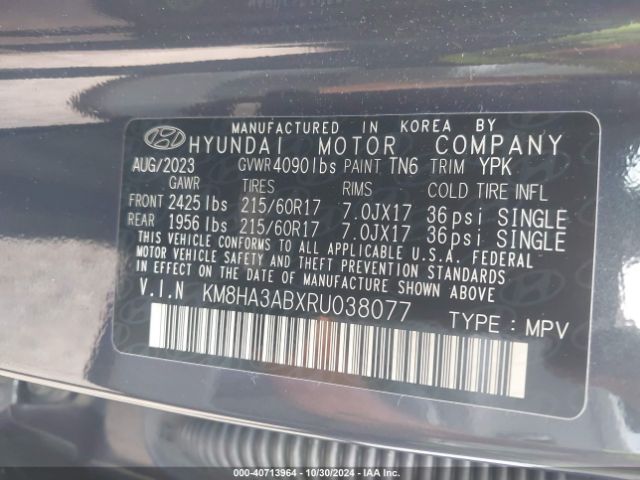 MANUFACTURED IN KOREA BY
HYUNDAI MOTOR COMPANY
AUG/2023 GVWR 4090 lbs PAINT TN6 TRIM YPK
GAWR TIRES RIMS COLD TIRE INFL
FRONT 2425 lbs 215/60R17 7.0JX17 36 psi SINGLE
REAR 1956 lbs 215/60R17 7.0JX17 36 psi SINGLE
THIS VEHICLE CONFORMS TO ALL APPLICABLE U.S.A. FEDERAL
MOTOR VEHICLE SAFETY AND THEFT PREVENTION STANDARDS
IN EFFECT ON THE DATE OF MANUFACTURE SHOWN ABOVE.
V.I.N KM8HA3ABXRU038077
TYPE : MPV
KM-40713964 - 10/30/2024 - IAA Inc.